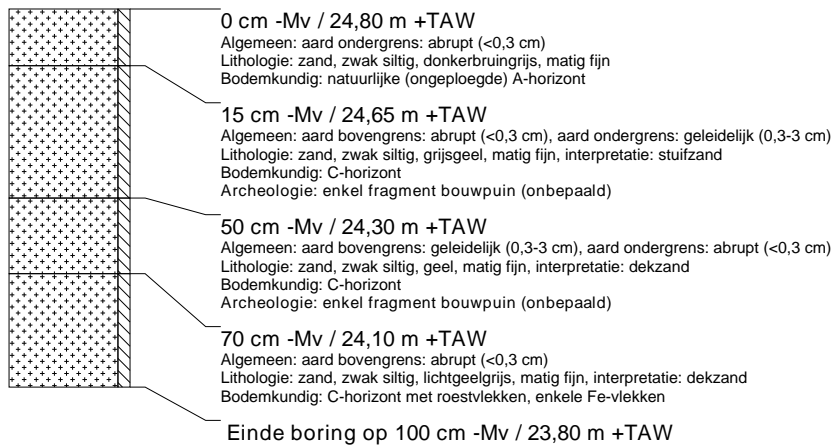 0 cm -Mv / 24,80 m +TAW
Algemeen: aard ondergrens: abrupt (<0,3 cm)
Lithologie: zand, zwak siltig, donkerbruingrijs, matig fijn
Bodemkundig: natuurlijke (ongeploegde) A-horizont
15 cm -Mv / 24,65 m +TAW
Algemeen: aard bovengrens: abrupt (<0,3 cm), aard ondergrens: geleidelijk (0,3-3 cm)
Lithologie: zand, zwak siltig, grijsgeel, matig fijn, interpretatie: stuifzand
Bodemkundig: C-horizont
Archeologie: enkel fragment bouwpuin (onbepaald)
50 cm -Mv / 24,30 m +TAW
Algemeen: aard bovengrens: geleidelijk (0,3-3 cm), aard ondergrens: abrupt (<0,3 cm)
Lithologie: zand, zwak siltig, geel, matig fijn, interpretatie: dekzand
Bodemkundig: C-horizont
Archeologie: enkel fragment bouwpuin (onbepaald)
70 cm -Mv / 24,10 m +TAW
Algemeen: aard bovengrens: abrupt (<0,3 cm)
Lithologie: zand, zwak siltig, lichtgeelgrijs, matig fijn, interpretatie: dekzand
Bodemkundig: C-horizont met roestvlekken, enkele Fe-vlekken
Einde boring op 100 cm -Mv / 23,80 m +TAW